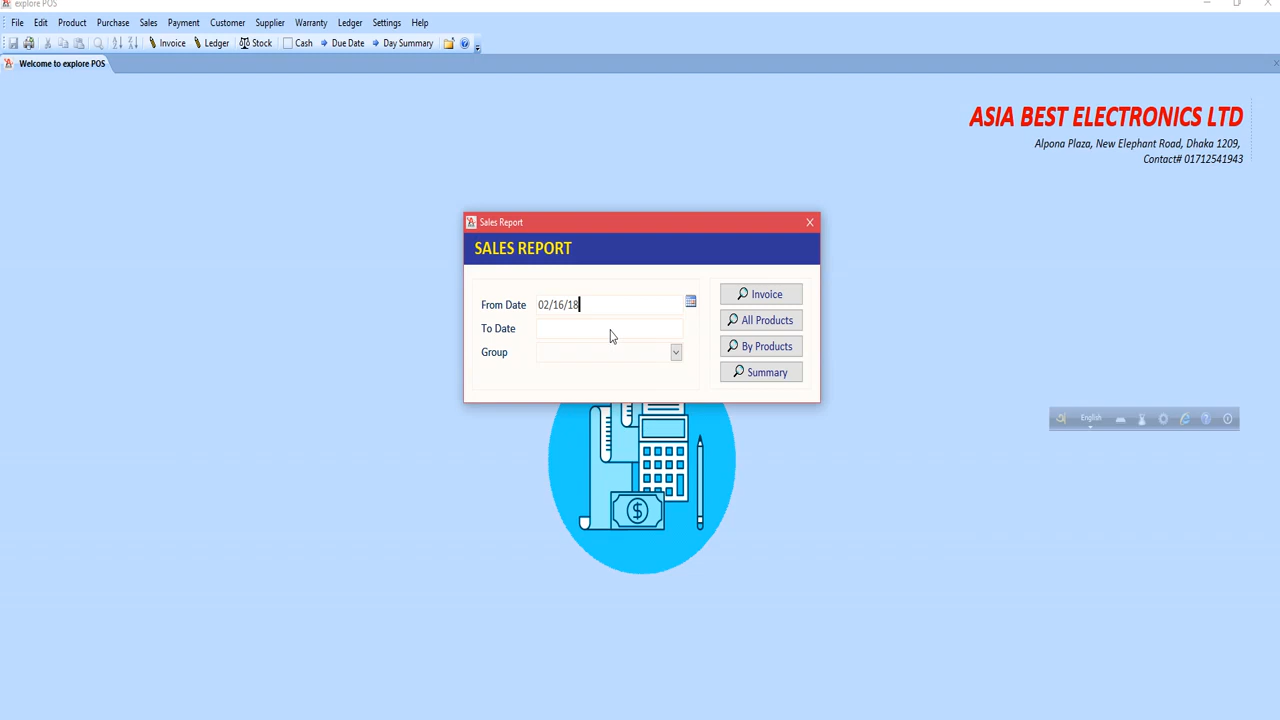 explore POS
File Edit Product Purchase Sales Payment Customer Supplier Warranty Ledger Settings Help
Invoice Ledger Stock Cash Due Date Day Summary
Welcome to explore POS
ASIA BEST ELECTRONICS LTD
Alpona Plaza, New Elephant Road, Dhaka 1209,
Contact# 01712541943
Sales Report
SALES REPORT
From Date 02/16/18
To Date
Group
Invoice
All Products
By Products
Summary
English